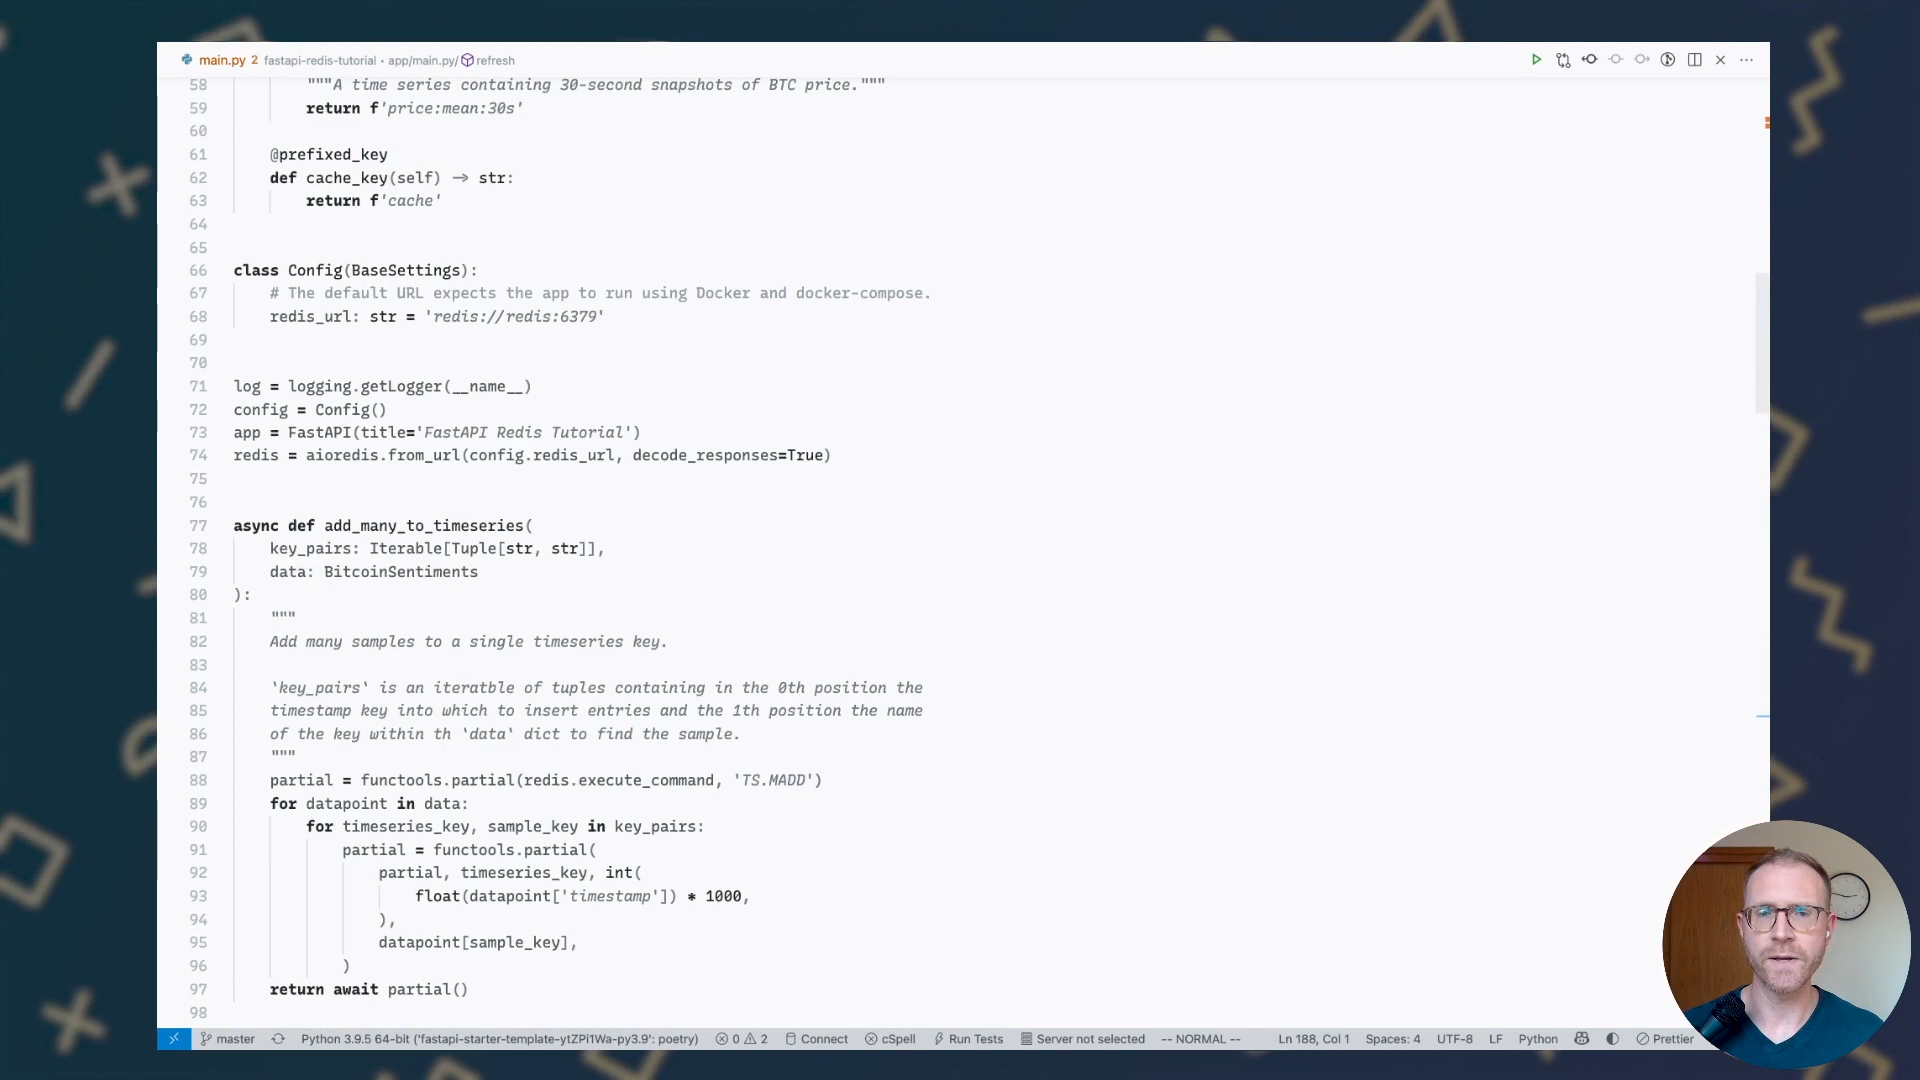 main.py 2 fastapi-redis-tutorial • app/main.py/ refresh
58 """A time series containing 30-second snapshots of BTC price."""
59 return f'price:mean:30s'
60
61 @prefixed_key
62 def cache_key(self) → str:
63 return f'cache'
64
65
66 class Config(BaseSettings):
67 # The default URL expects the app to run using Docker and docker-compose.
68 redis_url: str = 'redis://redis:6379'
69
70
71 log = logging.getLogger(__name__)
72 config = Config()
73 app = FastAPI(title='FastAPI Redis Tutorial')
74 redis = aioredis.from_url(config.redis_url, decode_responses=True)
75
76
77 async def add_many_to_timeseries(
78 key_pairs: Iterable[Tuple[str, str]],
79 data: BitcoinSentiments
80 ):
81 """
82 Add many samples to a single timeseries key.
83
84 `key_pairs` is an iteratble of tuples containing in the 0th position the
85 timestamp key into which to insert entries and the 1th position the name
86 of the key within th `data` dict to find the sample.
87 """
88 partial = functools.partial(redis.execute_command, 'TS.MADD')
89 for datapoint in data:
90 for timeseries_key, sample_key in key_pairs:
91 partial = functools.partial(
92 partial, timeseries_key, int(
93 float(datapoint['timestamp']) * 1000,
94 ),
95 datapoint[sample_key],
96 )
97 return await partial()
98
master Python 3.9.5 64-bit ('fastapi-starter-template-ytZPi1Wa-py3.9': poetry) 0 2 Connect cSpell Run Tests Server not selected -- NORMAL -- Ln 188, Col 1 Spaces: 4 UTF-8 LF Python Prettier